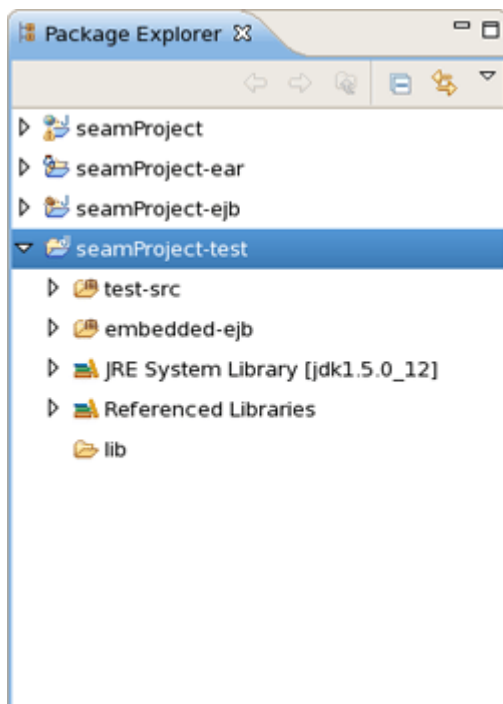 Package Explorer
seamProject
seamProject-ear
seamProject-ejb
seamProject-test
test-src
embedded-ejb
JRE System Library [jdk1.5.0_12]
Referenced Libraries
lib